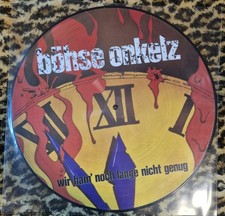 böhse onkelz
XI
XII
I
wir ham' noch lange nicht genug